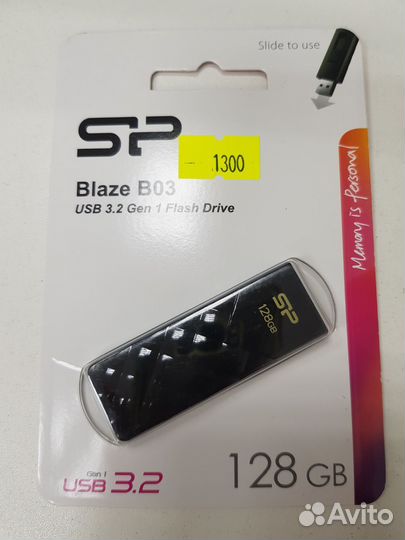 Slide to use
SP
1300
Blaze B03
USB 3.2 Gen 1 Flash Drive
Memory is Personal
SP
128GB
Gen 1
USB 3.2
128 GB
Avito